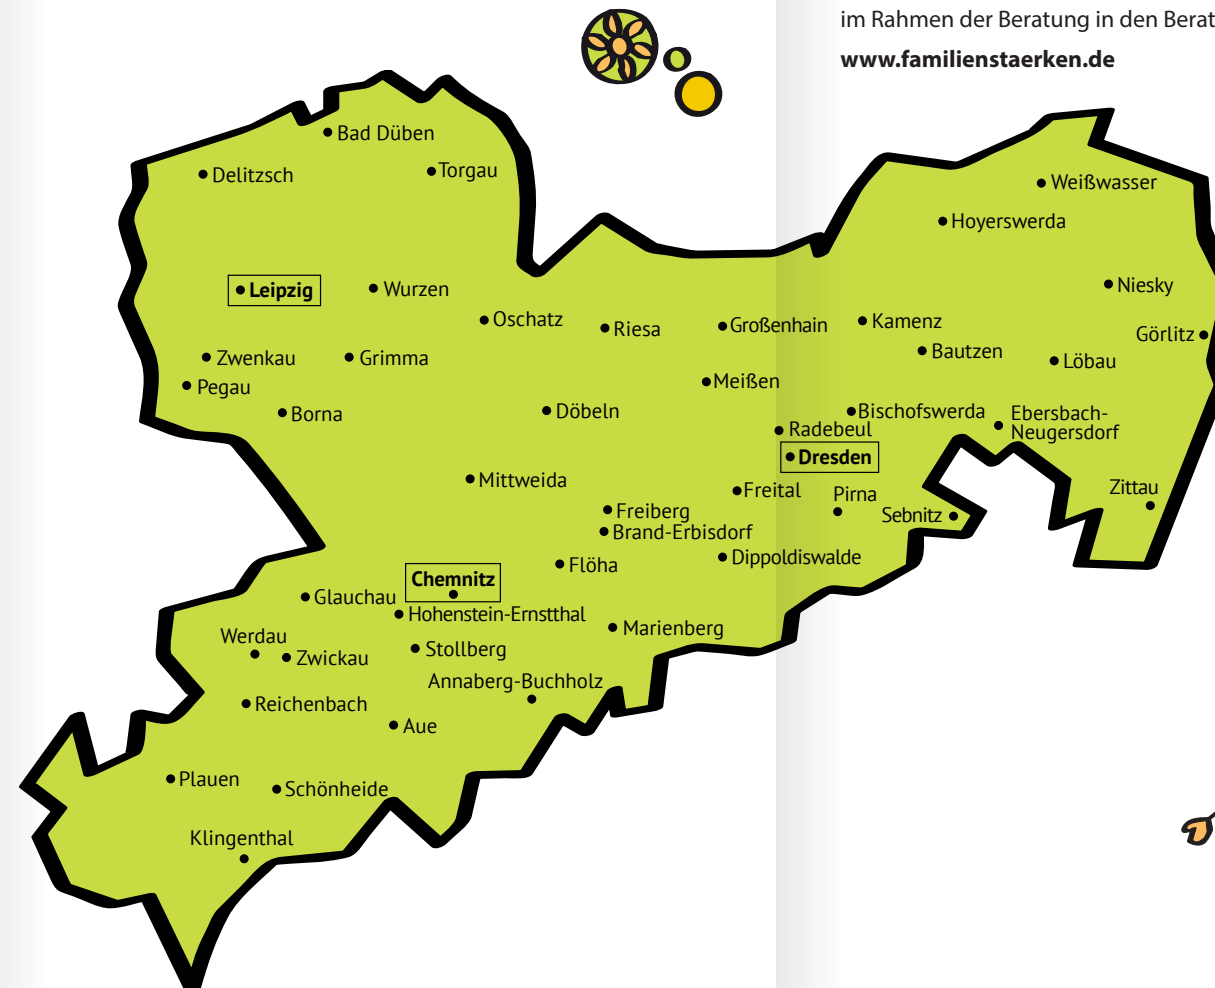 im Rahmen der Beratung in den Berat
www.familienstaerken.de
Bad Düben
Torgau
Delitzsch
Weißwasser
Hoyerswerda
Niesky
Leipzig
Wurzen
Oschatz
Riesa
Großenhain
Kamenz
Görlitz
Bautzen
Löbau
Zwenkau
Grimma
Pegau
Meißen
Borna
Döbeln
Bischofswerda
Ebersbach-
Neugersdorf
Radebeul
Dresden
Mittweida
Freital
Pirna
Zittau
Freiberg
Sebnitz
Brand-Erbisdorf
Dippoldiswalde
Flöha
Chemnitz
Glauchau
Hohenstein-Ernstthal
Marienberg
Werdau
Zwickau
Stollberg
Annaberg-Buchholz
Reichenbach
Aue
Plauen
Schönheide
Klingenthal